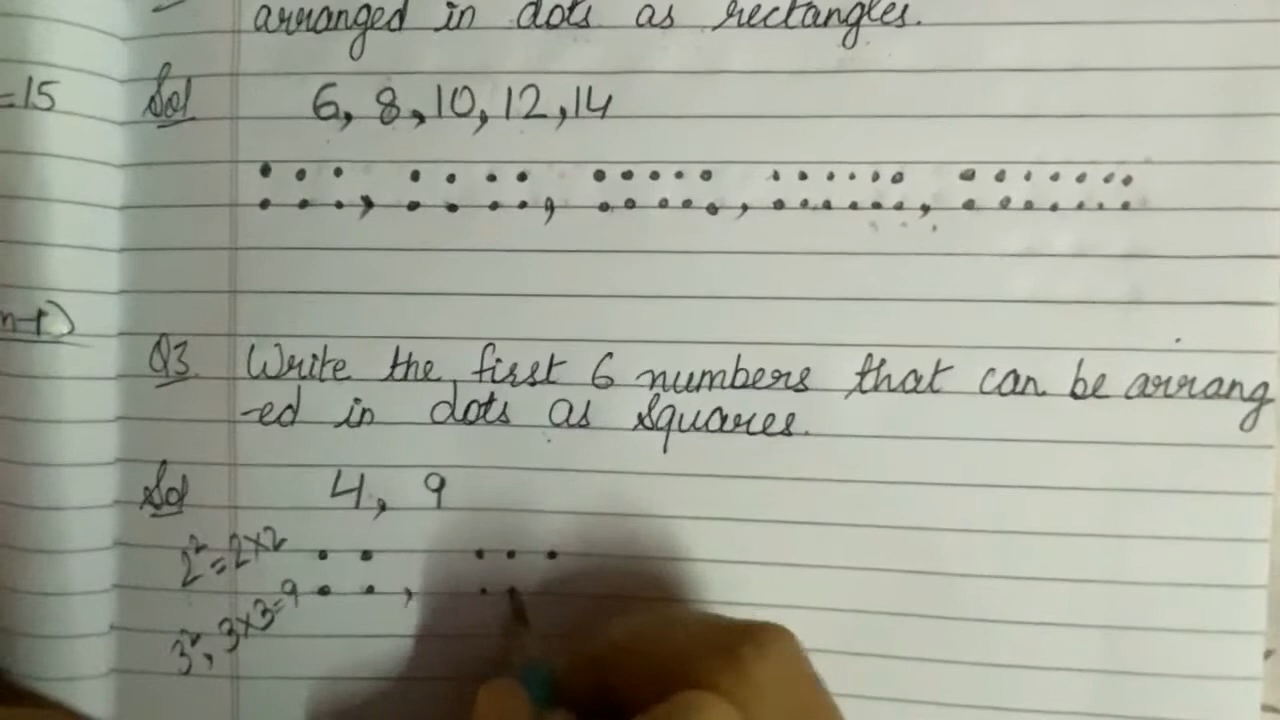 arranged in dots as rectangles.
=15
Sol 6, 8, 10, 12, 14
Q3. Write the first 6 numbers that can be arrang
-ed in dots as squares.
Sol 4, 9
2² = 2×2
3², 3×3=9